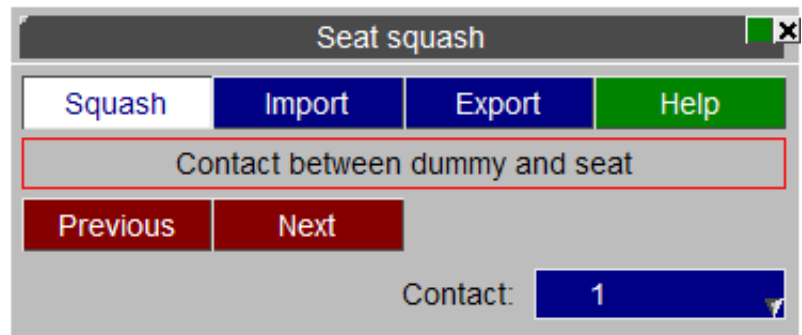 Seat squash
Squash Import Export Help
Contact between dummy and seat
Previous Next
Contact: 1